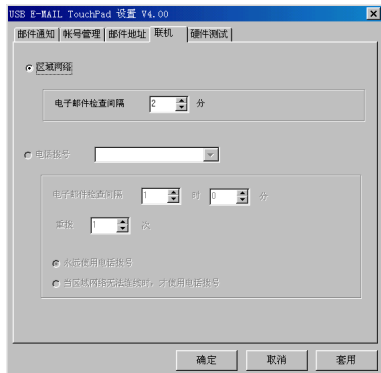 USB E-MAIL TouchPad 设置 V4.00
邮件通知 帐号管理 邮件地址 联机 硬件测试
区域网络
电子邮件检查间隔 2 分
电话拨号
电子邮件检查间隔 1 时 0 分
重拨 1 次
永远使用电话拨号
当区域网络无法连线时，才使用电话拨号
确定 取消 套用